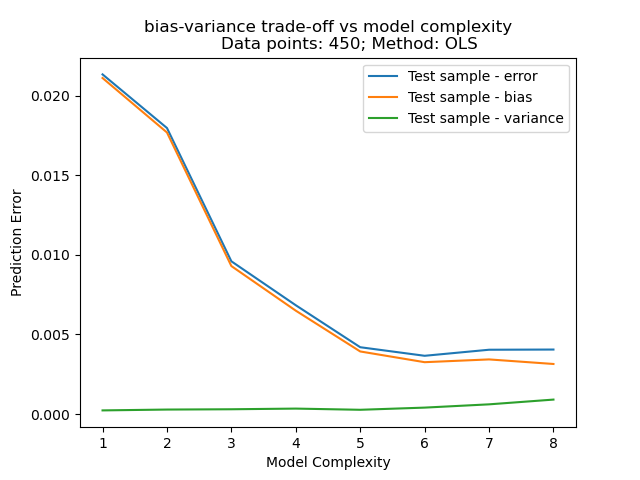 bias-variance trade-off vs model complexity
Data points: 450; Method: OLS
Test sample - error
Test sample - bias
Test sample - variance
Prediction Error
0.020
0.015
0.010
0.005
0.000
1 2 3 4 5 6 7 8
Model Complexity